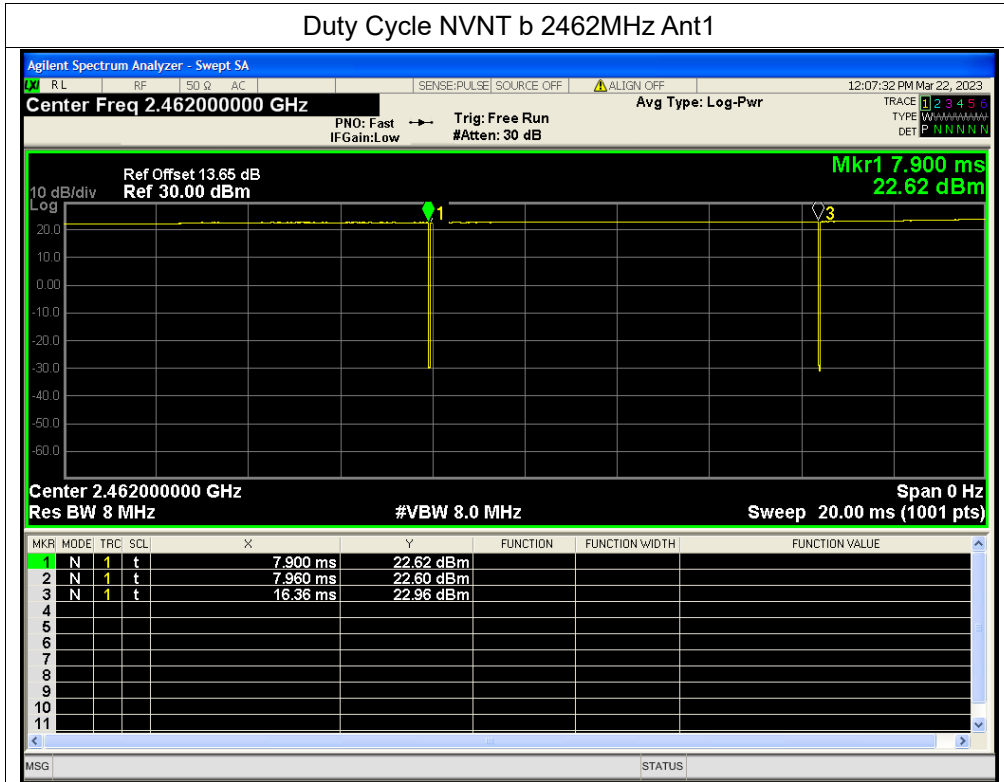 Duty Cycle NVNT b 2462MHz Ant1
Agilent Spectrum Analyzer - Swept SA
LXI RL RF 50 Ω AC SENSE:PULSE SOURCE OFF ALIGN OFF 12:07:32 PM Mar 22, 2023
Center Freq 2.462000000 GHz Avg Type: Log-Pwr TRACE 1 2 3 4 5 6
PNO: Fast Trig: Free Run TYPE WWWWWW
IFGain:Low #Atten: 30 dB DET P N N N N N
Mkr1 7.900 ms
Ref Offset 13.65 dB
10 dB/div Ref 30.00 dBm 22.62 dBm
Log
1
3
20.0
10.0
0.00
-10.0
-20.0
-30.0
-40.0
-50.0
-60.0
Center 2.462000000 GHz Span 0 Hz
Res BW 8 MHz #VBW 8.0 MHz Sweep 20.00 ms (1001 pts)
MKR MODE TRC SCL X Y FUNCTION FUNCTION WIDTH FUNCTION VALUE
1 N 1 t 7.900 ms 22.62 dBm
2 N 1 t 7.960 ms 22.60 dBm
3 N 1 t 16.36 ms 22.96 dBm
4
5
6
7
8
9
10
11
MSG STATUS